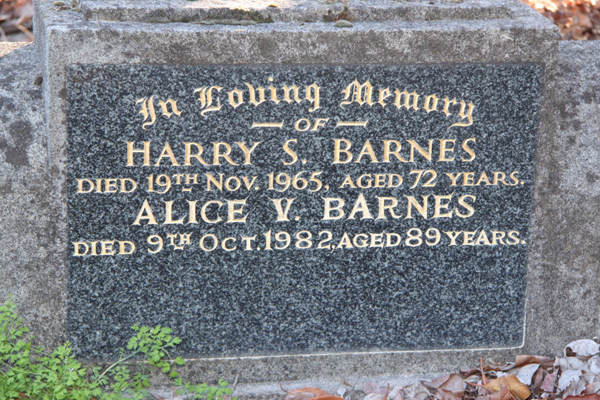 In Loving Memory
OF
HARRY S. BARNES
DIED 19TH NOV. 1965, AGED 72 YEARS.
ALICE V. BARNES
DIED 9TH OCT. 1982, AGED 89 YEARS.